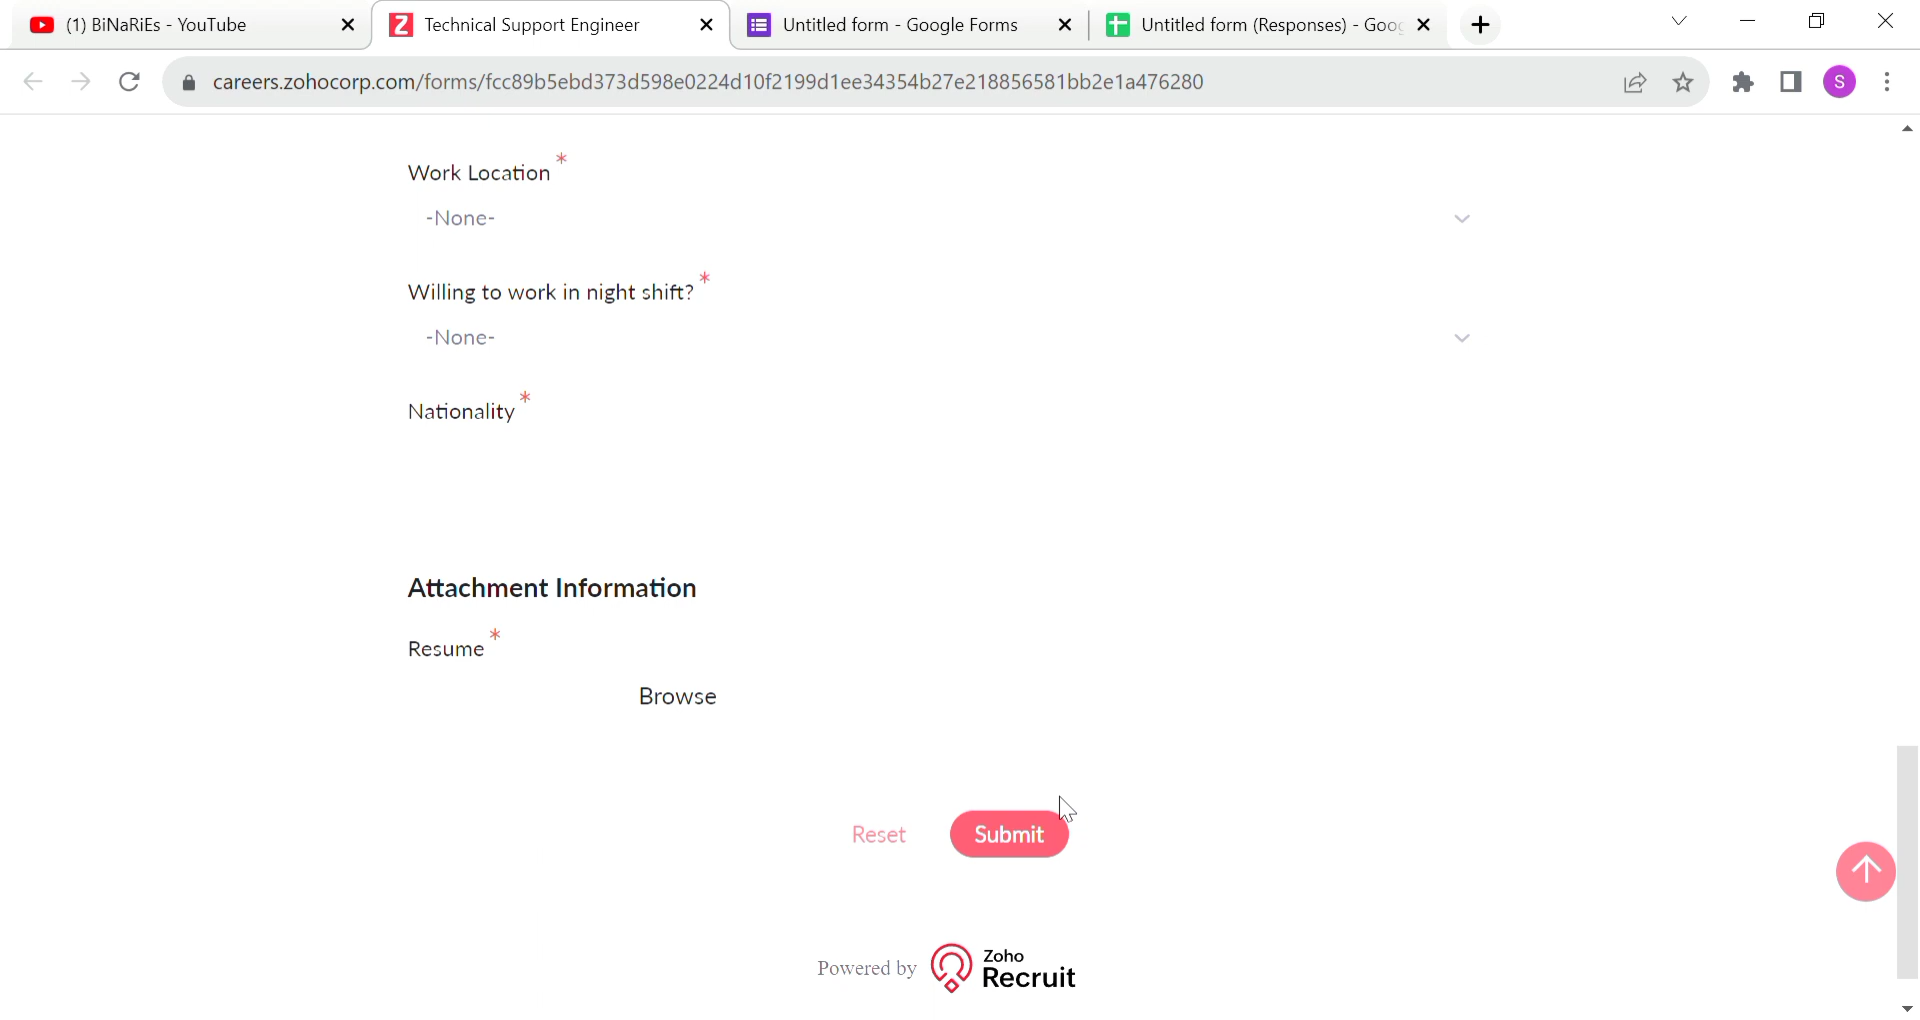 (1) BiNaRiEs - YouTube
Technical Support Engineer
Untitled form - Google Forms
Untitled form (Responses) - Goog
careers.zohocorp.com/forms/fcc89b5ebd373d598e0224d10f2199d1ee34354b27e218856581bb2e1a476280
S
Work Location *
-None-
Willing to work in night shift? *
-None-
Nationality *
Attachment Information
Resume *
Browse
Reset
Submit
Powered by
Zoho
Recruit